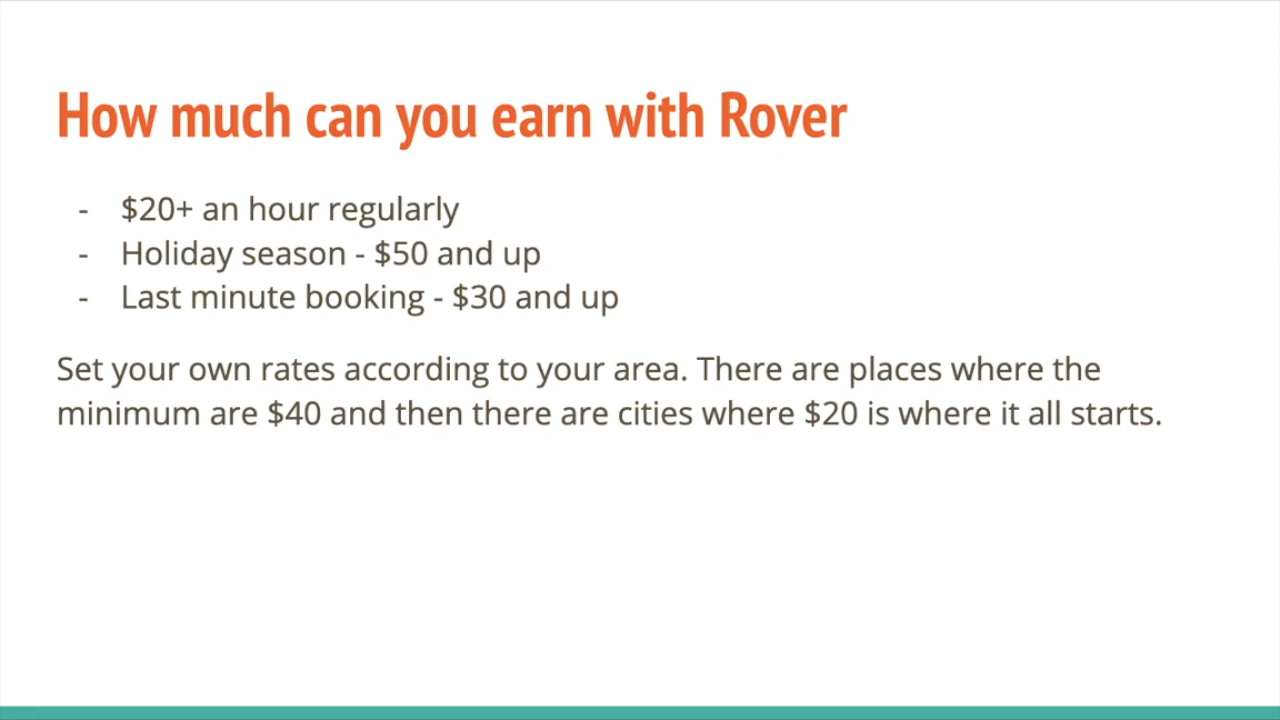 How much can you earn with Rover
- $20+ an hour regularly
- Holiday season - $50 and up
- Last minute booking - $30 and up
Set your own rates according to your area. There are places where the
minimum are $40 and then there are cities where $20 is where it all starts.